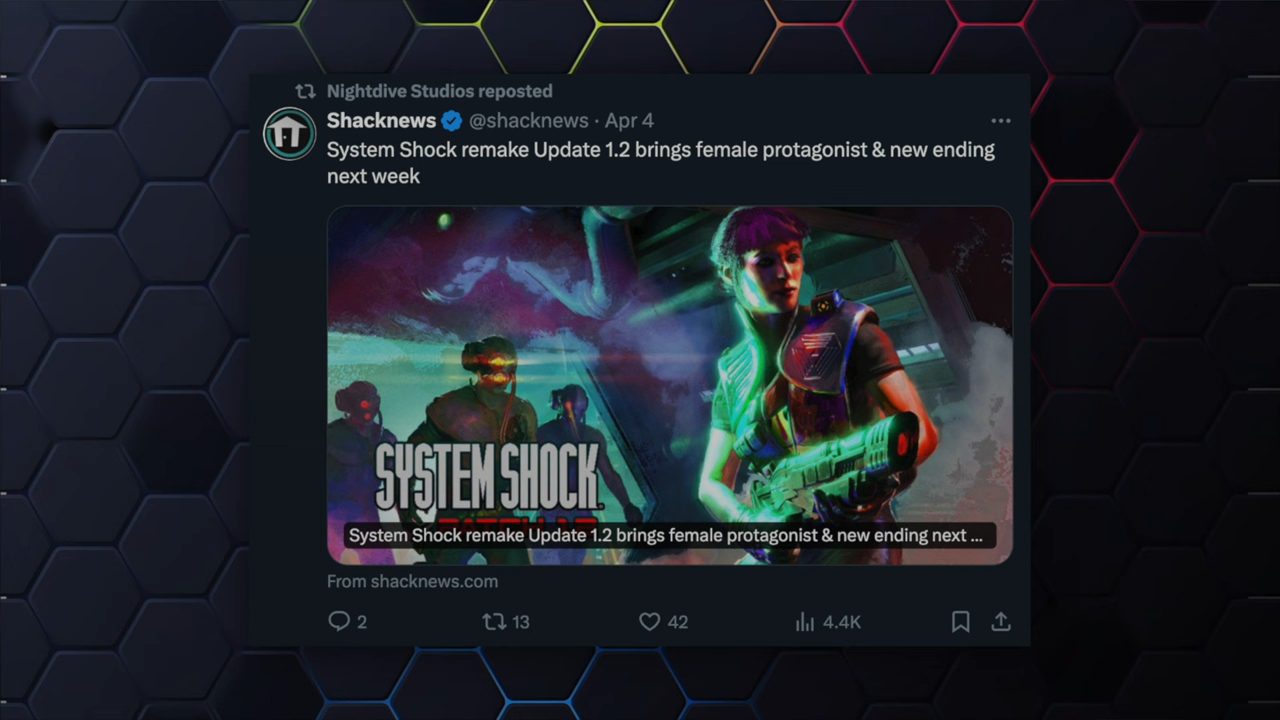 Nightdive Studios reposted
Shacknews @shacknews · Apr 4
System Shock remake Update 1.2 brings female protagonist & new ending
next week
SYSTEM SHOCK
System Shock remake Update 1.2 brings female protagonist & new ending next ...
From shacknews.com
2 13 42 4.4K